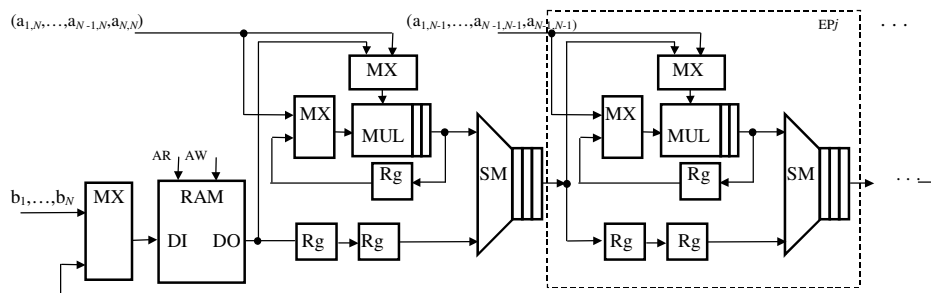 (a1,N,…,aN-1,N,aN,N) (a1,N-1,…,aN-1,N-1,aN-1,N-1) EPj . . .
MX MX
MX MX
MUL MUL
AR AW Rg SM Rg SM
b1,…,bN MX RAM . . .
DI DO Rg Rg Rg Rg